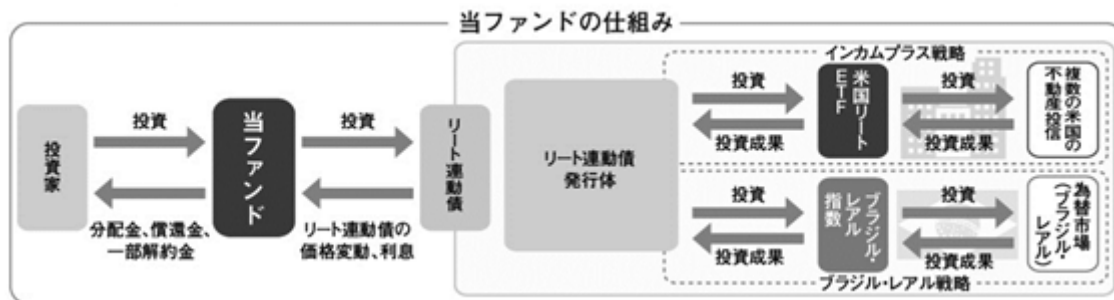 当ファンドの仕組み
投資家
投資
分配金、償還金、
一部解約金
当ファンド
投資
リート連動債の
価格変動、利息
リート連動債
リート連動債
発行体
インカムプラス戦略
投資
投資成果
米国リート
ETF
投資
投資成果
複数の米国の
不動産投信
投資
投資成果
ブラジル・
レアル
指数
投資
投資成果
為替市場
(ブラジル・
レアル)
ブラジル・レアル戦略